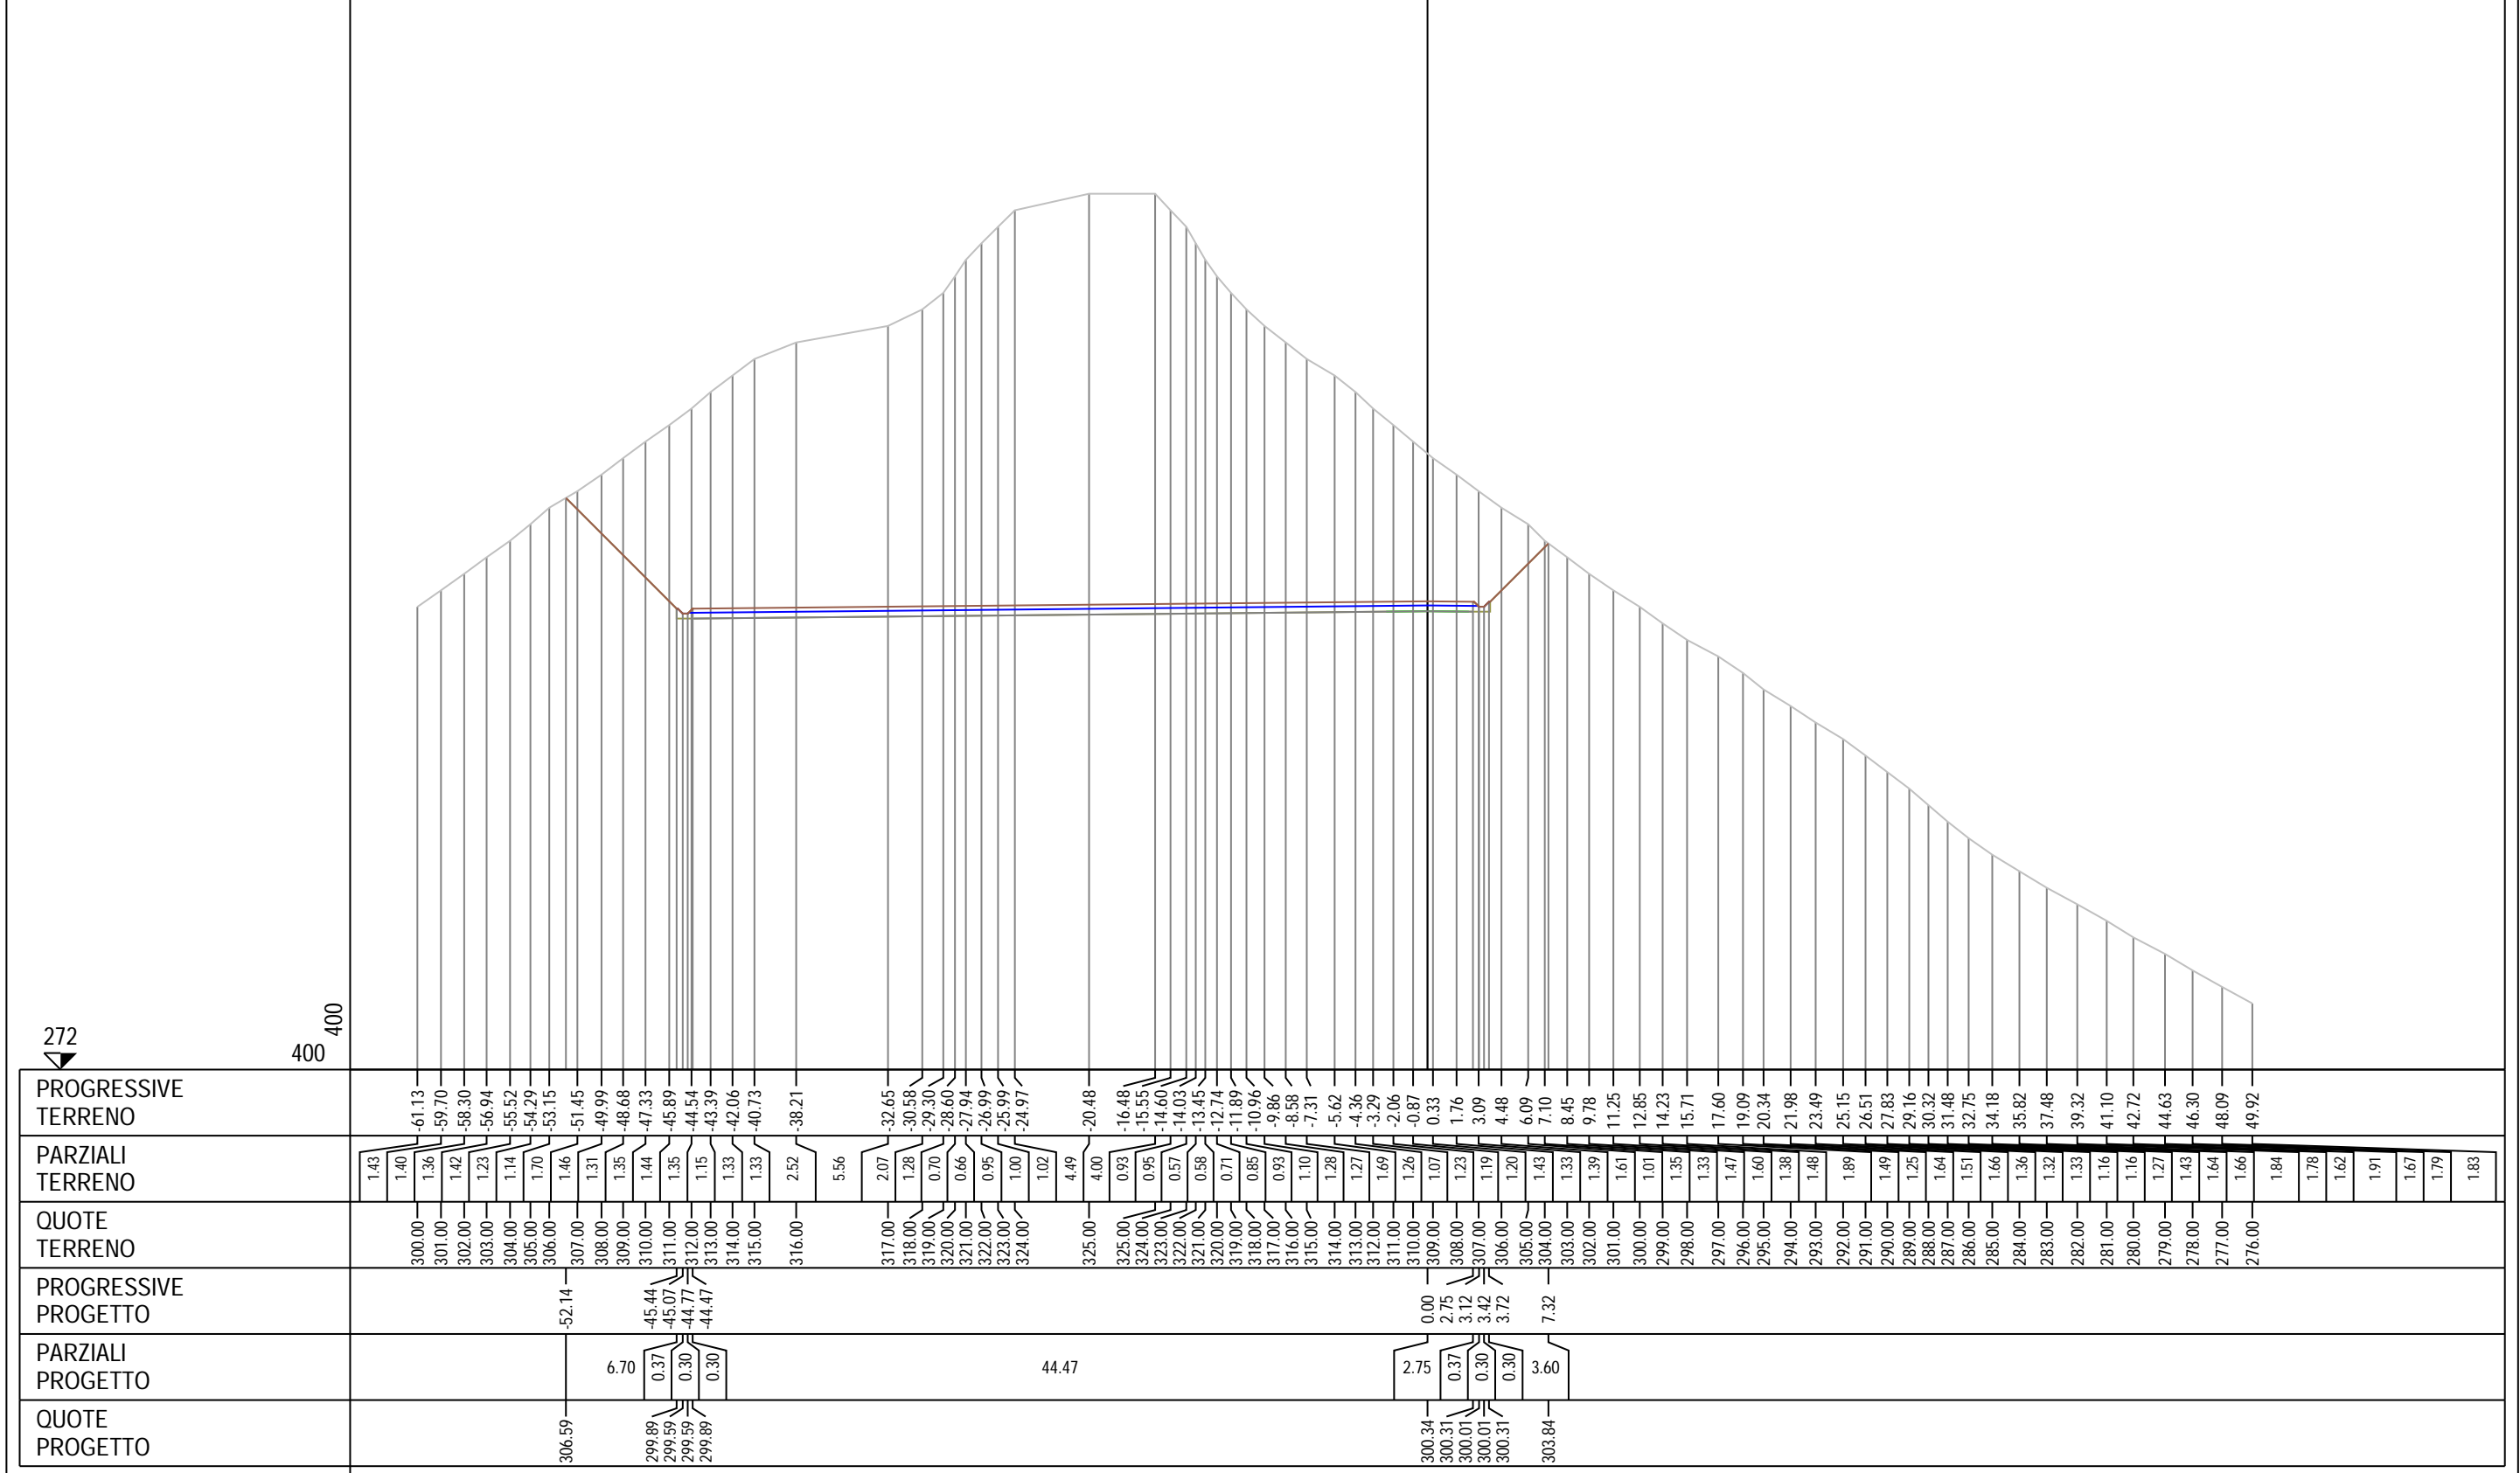 400
272
400
PROGRESSIVE
TERRENO
-61.13 -59.70 -58.30 -56.94 -55.52 -54.29 -53.15 -51.45 -49.99 -48.68 -47.33 -45.89 -44.54 -43.39 -42.06 -40.73 -38.21 -32.65 -30.58 -29.30 -28.60 -27.94 -26.99 -25.99 -24.97 -20.48 -16.48 -15.55 -14.60 -14.03 -13.45 -12.74 -11.89 -10.96 -9.86 -8.58 -7.31 -5.62 -4.36 -3.29 -2.06 -0.87 0.33 1.76 3.09 4.48 6.09 7.10 8.45 9.78 11.25 12.85 14.23 15.71 17.60 19.09 20.34 21.98 23.49 25.15 26.51 27.83 29.16 30.32 31.48 32.75 34.18 35.82 37.48 39.32 41.10 42.72 44.63 46.30 48.09 49.92
PARZIALI
TERRENO
1.43 1.40 1.36 1.42 1.23 1.14 1.70 1.46 1.31 1.35 1.44 1.35 1.15 1.33 1.33 2.52 5.56 2.07 1.28 0.70 0.66 0.95 1.00 1.02 4.49 4.00 0.93 0.95 0.57 0.58 0.71 0.85 0.93 1.10 1.28 1.27 1.69 1.26 1.07 1.23 1.19 1.20 1.43 1.33 1.39 1.61 1.01 1.35 1.33 1.47 1.60 1.38 1.48 1.89 1.49 1.25 1.64 1.51 1.66 1.36 1.32 1.33 1.16 1.16 1.27 1.43 1.64 1.66 1.84 1.78 1.62 1.91 1.67 1.79 1.83
QUOTE
TERRENO
300.00 301.00 302.00 303.00 304.00 305.00 306.00 307.00 308.00 309.00 310.00 311.00 312.00 313.00 314.00 315.00 316.00 317.00 318.00 319.00 320.00 321.00 322.00 323.00 324.00 325.00 325.00 324.00 323.00 322.00 321.00 320.00 319.00 318.00 317.00 316.00 315.00 314.00 313.00 312.00 311.00 310.00 309.00 308.00 307.00 306.00 305.00 304.00 303.00 302.00 301.00 300.00 299.00 298.00 297.00 296.00 295.00 294.00 293.00 292.00 291.00 290.00 289.00 288.00 287.00 286.00 285.00 284.00 283.00 282.00 281.00 280.00 279.00 278.00 277.00 276.00
PROGRESSIVE
PROGETTO
-52.14 -45.44 -45.07 -44.77 -44.47 0.00 2.75 3.12 3.42 3.72 7.32
PARZIALI
PROGETTO
6.70 0.37 0.30 0.30 44.47 2.75 0.37 0.30 0.30 3.60
QUOTE
PROGETTO
306.59 299.89 299.59 299.59 299.89 300.34 300.31 300.01 300.01 300.31 303.84